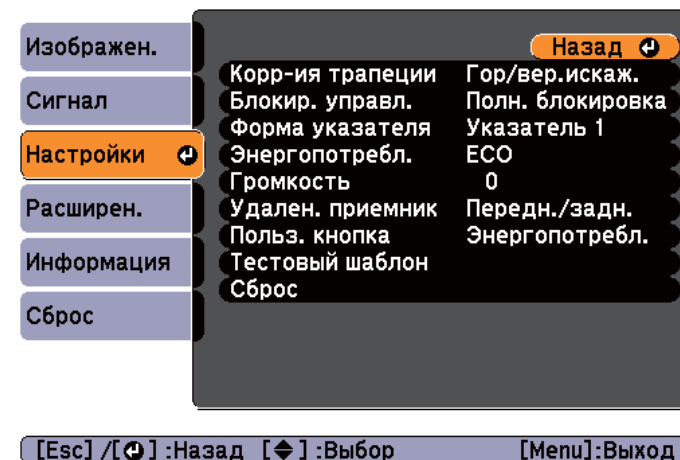 Изображен.
Сигнал
Настройки
Расширен.
Информация
Сброс
Назад
Корр-ия трапеции Гор/вер.искаж.
Блокир. управл. Полн. блокировка
Форма указателя Указатель 1
Энергопотребл. ECO
Громкость 0
Удален. приемник Передн./задн.
Польз. кнопка Энергопотребл.
Тестовый шаблон
Сброс
[Esc] /[⏎] :Назад [◆] :Выбор [Menu]:Выход